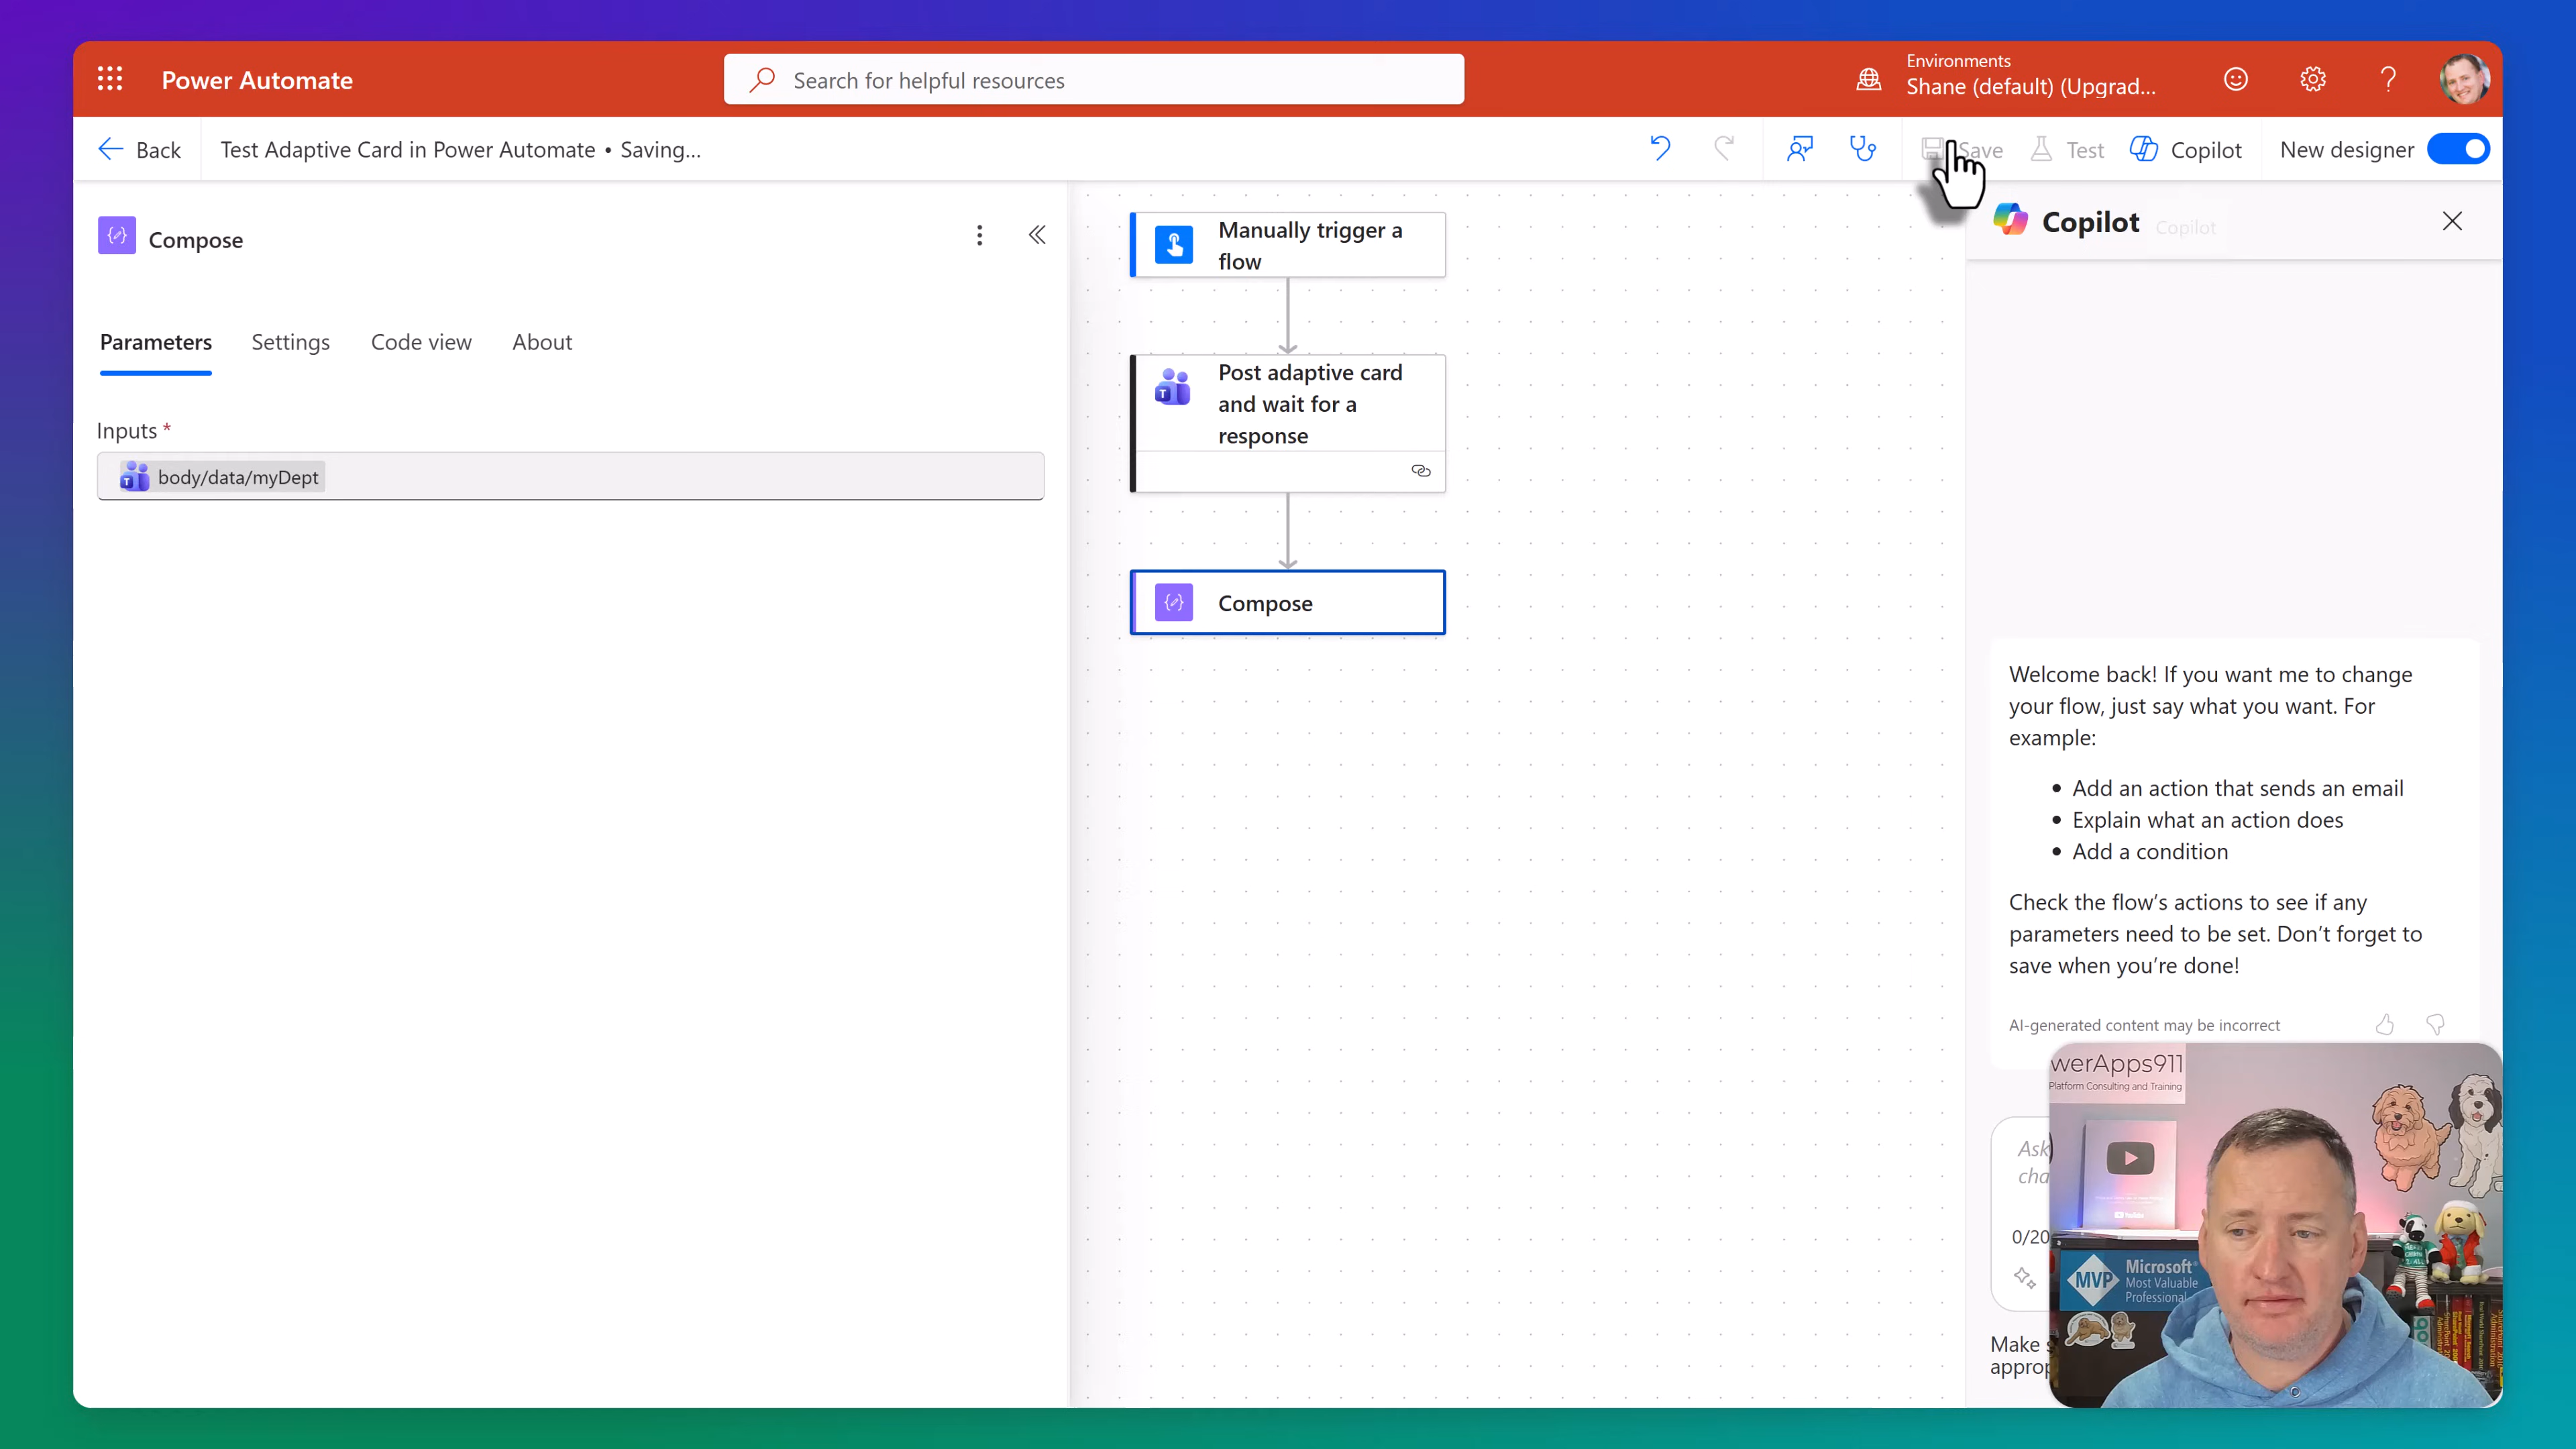 Power Automate
Search for helpful resources
Environments
Shane (default) (Upgrad...
Back
Test Adaptive Card in Power Automate • Saving...
Save
Test
Copilot
New designer
Compose
Parameters
Settings
Code view
About
Inputs *
body/data/myDept
Manually trigger a
flow
Post adaptive card
and wait for a
response
Compose
Copilot
Copilot
Welcome back! If you want me to change
your flow, just say what you want. For
example:
• Add an action that sends an email
• Explain what an action does
• Add a condition
Check the flow’s actions to see if any
parameters need to be set. Don’t forget to
save when you’re done!
AI-generated content may be incorrect
Ask
cha
0/20
Make s
approp
werApps911
Platform Consulting and Training
YouTube
MVP
Microsoft
Most Valuable
Professional